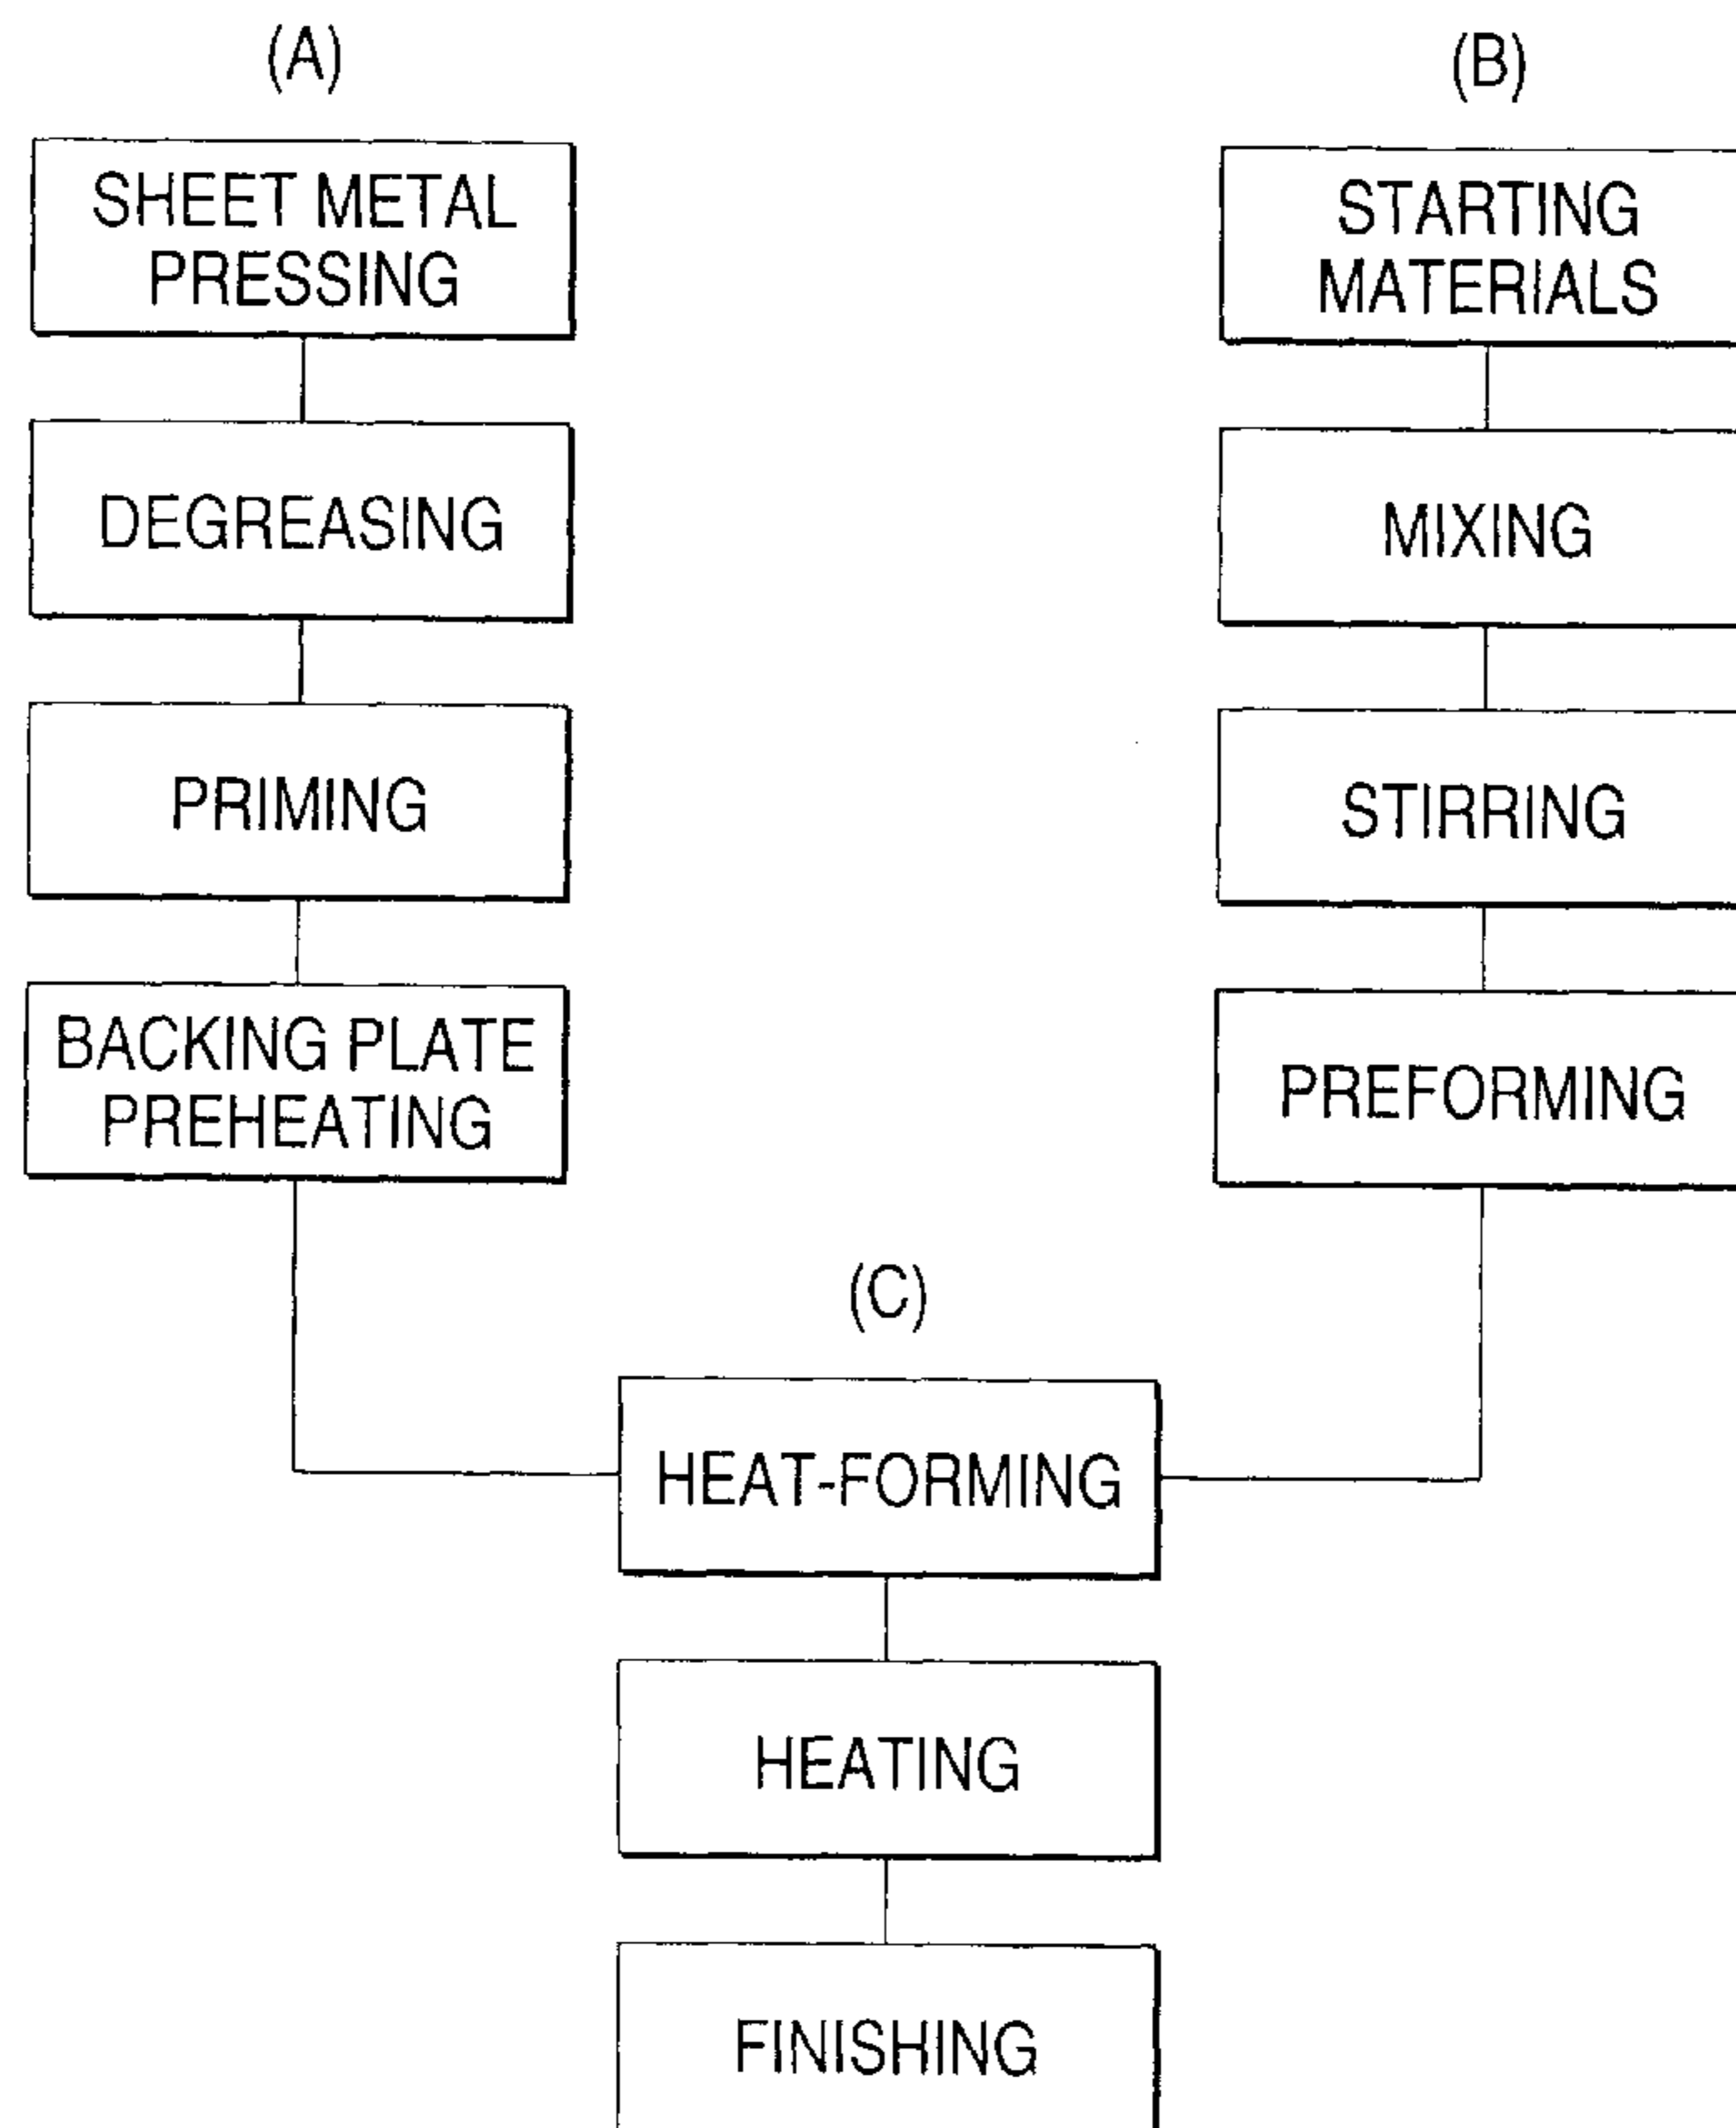 (A)
SHEET METAL
PRESSING
DEGREASING
PRIMING
BACKING PLATE
PREHEATING
(B)
STARTING
MATERIALS
MIXING
STIRRING
PREFORMING
(C)
HEAT-FORMING
HEATING
FINISHING